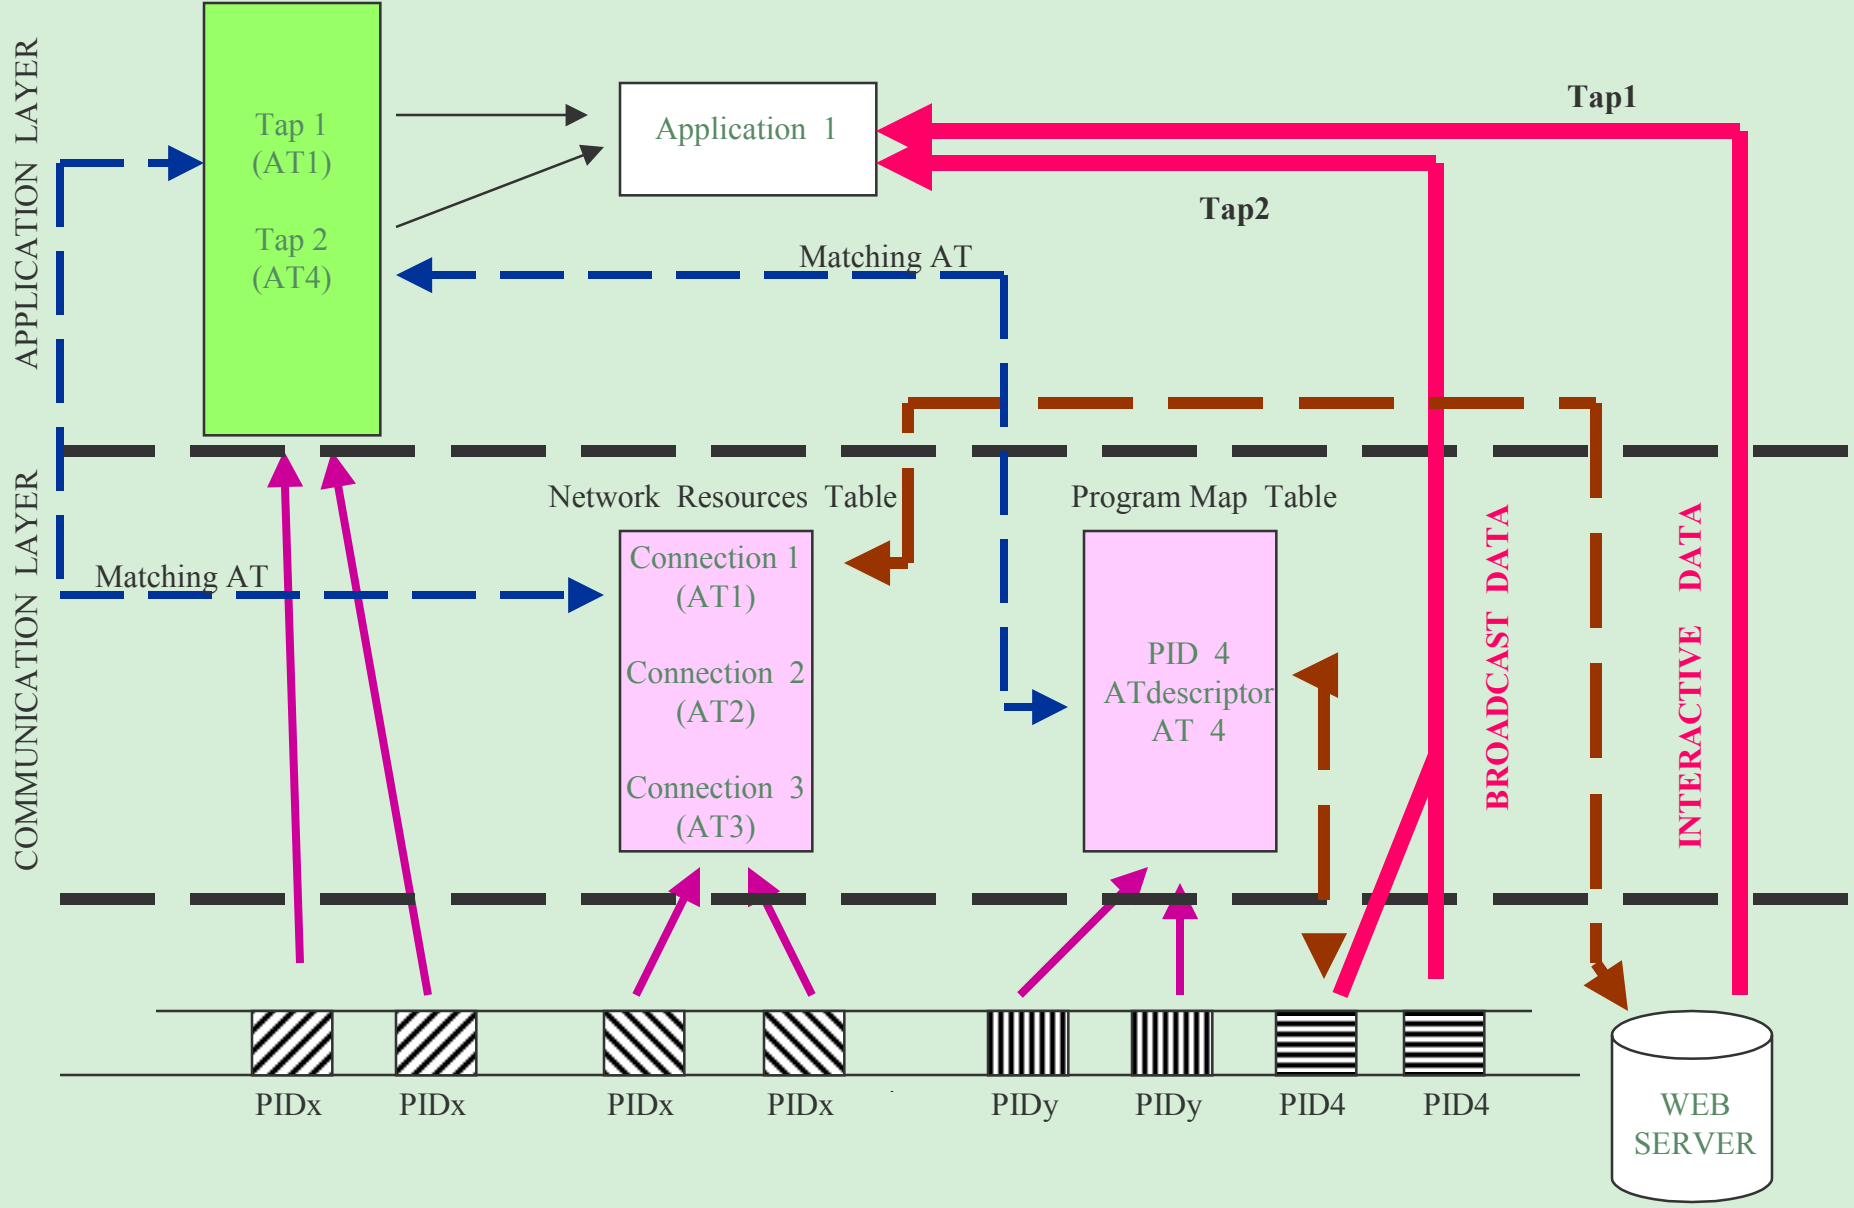 APPLICATION LAYER
Tap 1
(AT1)
Tap 2
(AT4)
Application 1
Tap1
Tap2
Matching AT
COMMUNICATION LAYER
Matching AT
Network Resources Table
Connection 1
(AT1)
Connection 2
(AT2)
Connection 3
(AT3)
Program Map Table
PID 4
ATdescriptor
AT 4
BROADCAST DATA
INTERACTIVE DATA
PIDx
PIDx
PIDx
PIDx
PIDy
PIDy
PID4
PID4
WEB
SERVER